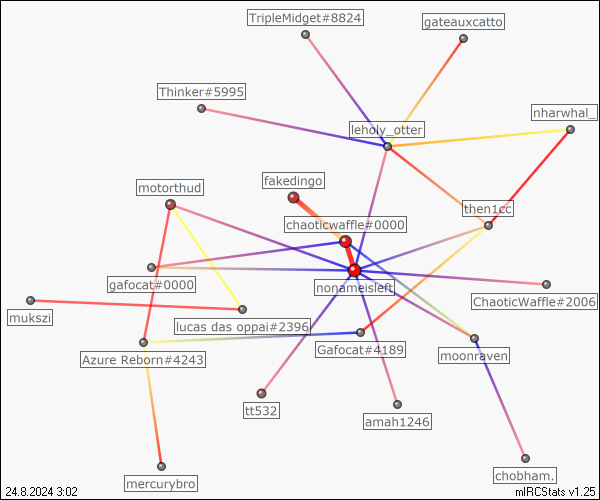 TripleMidget#8824
gateauxcatto
Thinker#5995
nharwhal_
leholy_otter
fakedingo
motorthud
then1cc
chaoticwaffle#0000
gafocat#0000
nonameisleft
ChaoticWaffle#2006
mukszi
lucas das oppai#2396
Gafocat#4189
Azure Reborn#4243
moonraven
tt532
amah1246
mercurybro
chobham.
24.8.2024 3:02
mIRCStats v1.25